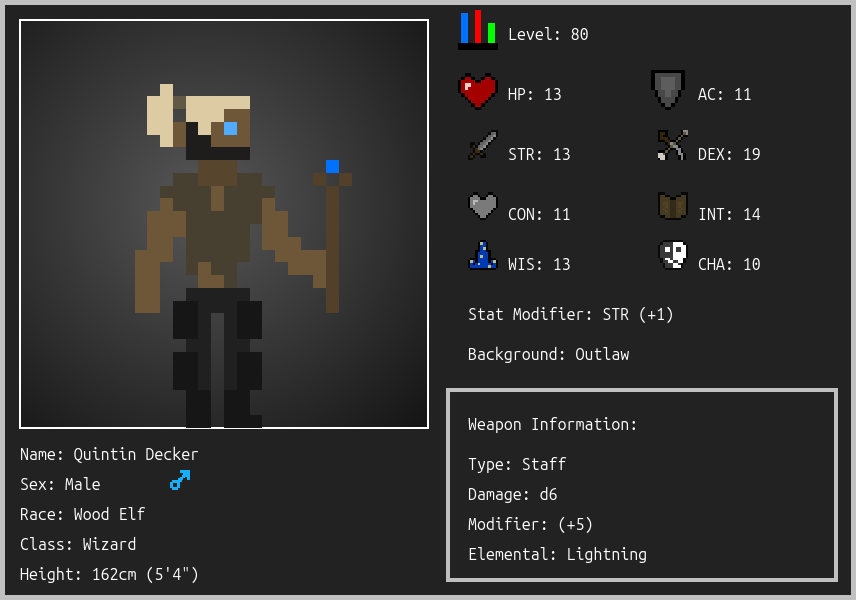 Level: 80
HP: 13
AC: 11
STR: 13
DEX: 19
CON: 11
INT: 14
WIS: 13
CHA: 10
Stat Modifier: STR (+1)
Background: Outlaw
Name: Quintin Decker
Sex: Male
Race: Wood Elf
Class: Wizard
Height: 162cm (5'4")
Weapon Information:
Type: Staff
Damage: d6
Modifier: (+5)
Elemental: Lightning